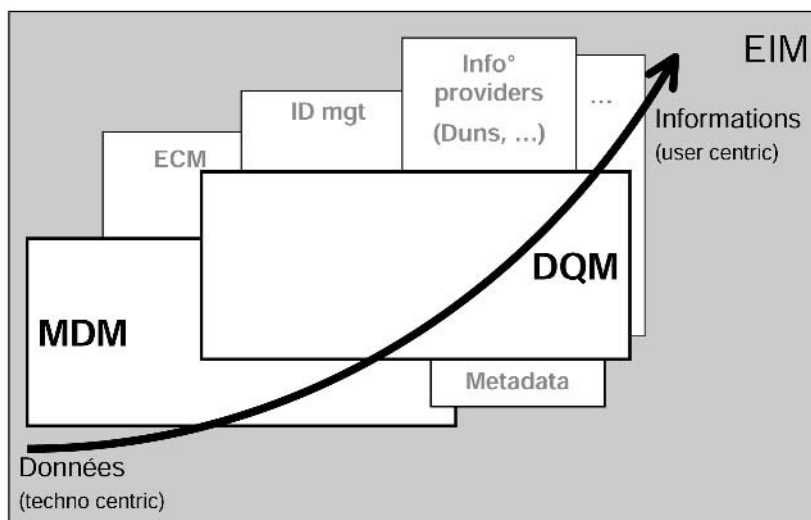 EIM
Info°
providers
(Duns, ...)
...
ID mgt
ECM
Informations
(user centric)
DQM
MDM
Metadata
Données
(techno centric)